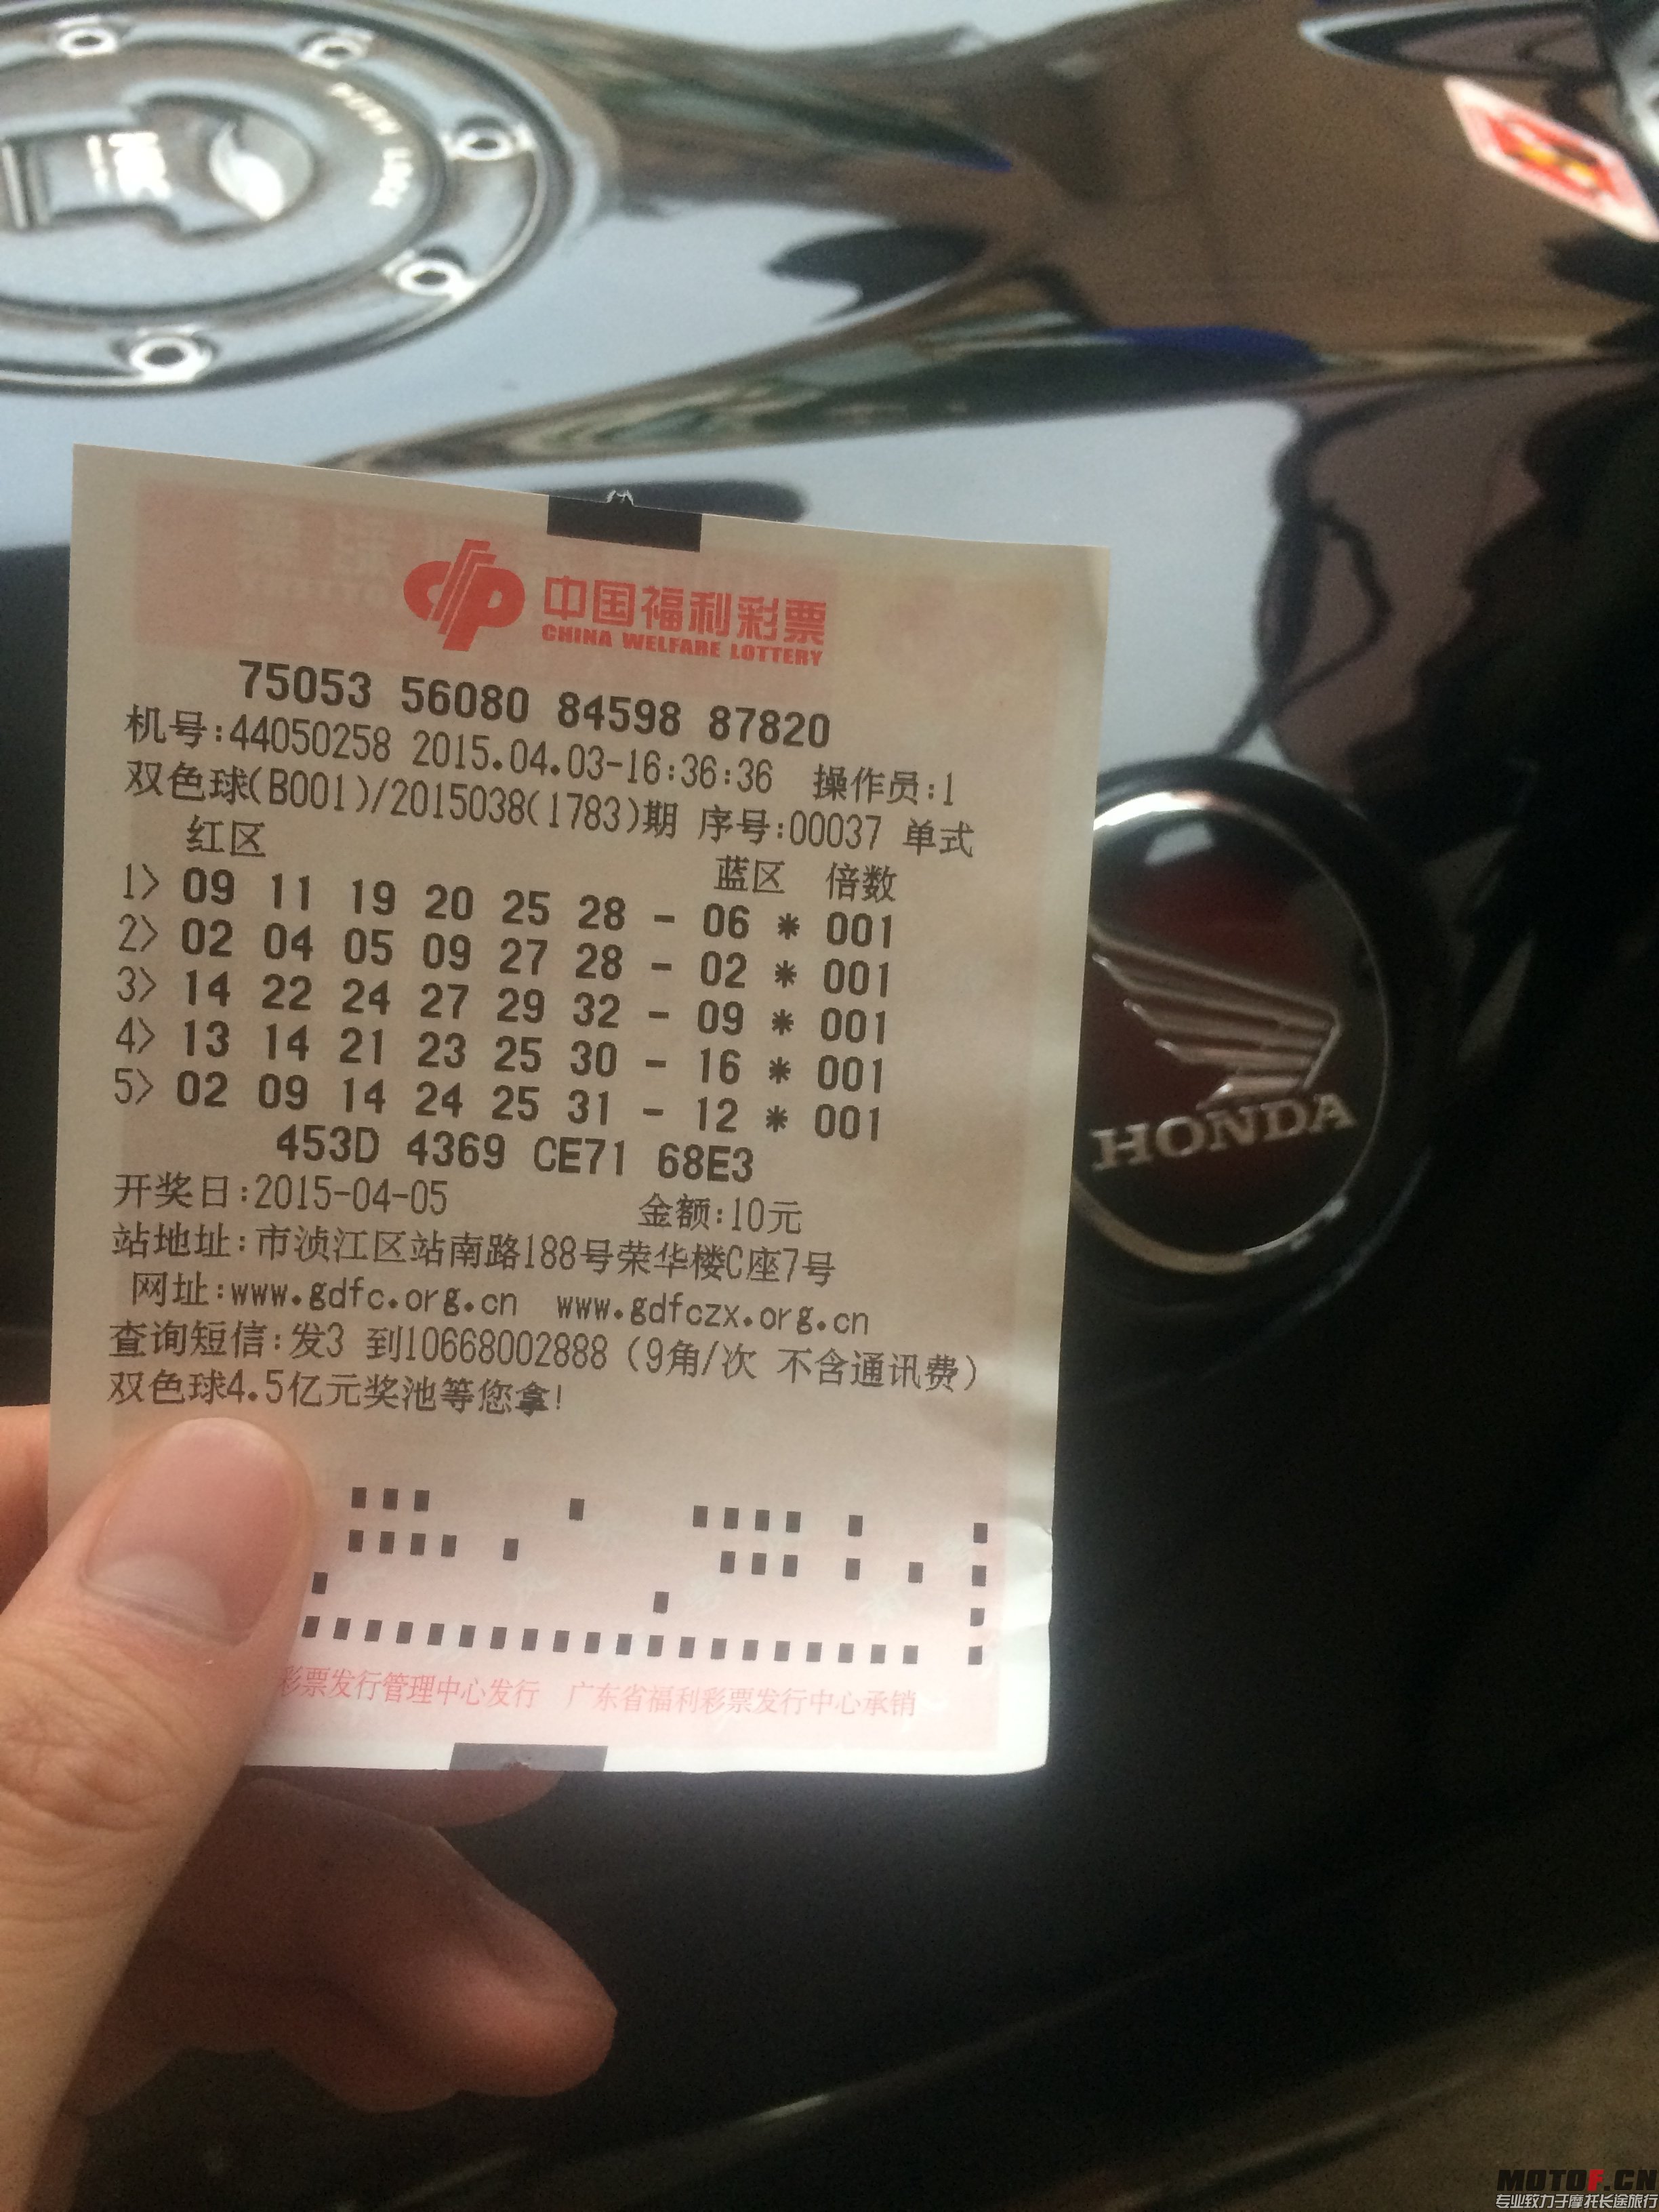 PUSH HARD LOCK
中国福利彩票
CHINA WELFARE LOTTERY
75053 56080 84598 87820
机号:44050258 2015.04.03-16:36:36 操作员:1
双色球(B001)/2015038(1783)期 序号:00037 单式
红区 蓝区 倍数
1> 09 11 19 20 25 28 - 06 * 001
2> 02 04 05 09 27 28 - 02 * 001
3> 14 22 24 27 29 32 - 09 * 001
4> 13 14 21 23 25 30 - 16 * 001
5> 02 09 14 24 25 31 - 12 * 001
453D 4369 CE71 68E3
开奖日:2015-04-05 金额:10元
站地址:市浈江区站南路188号荣华楼C座7号
网址:www.gdfc.org.cn www.gdfczx.org.cn
查询短信:发3 到10668002888(9角/次 不含通讯费)
双色球4.5亿元奖池等您拿!
彩票发行管理中心发行 广东省福利彩票发行中心承销
HONDA
MOTOF.CN
专业致力于摩托长途旅行